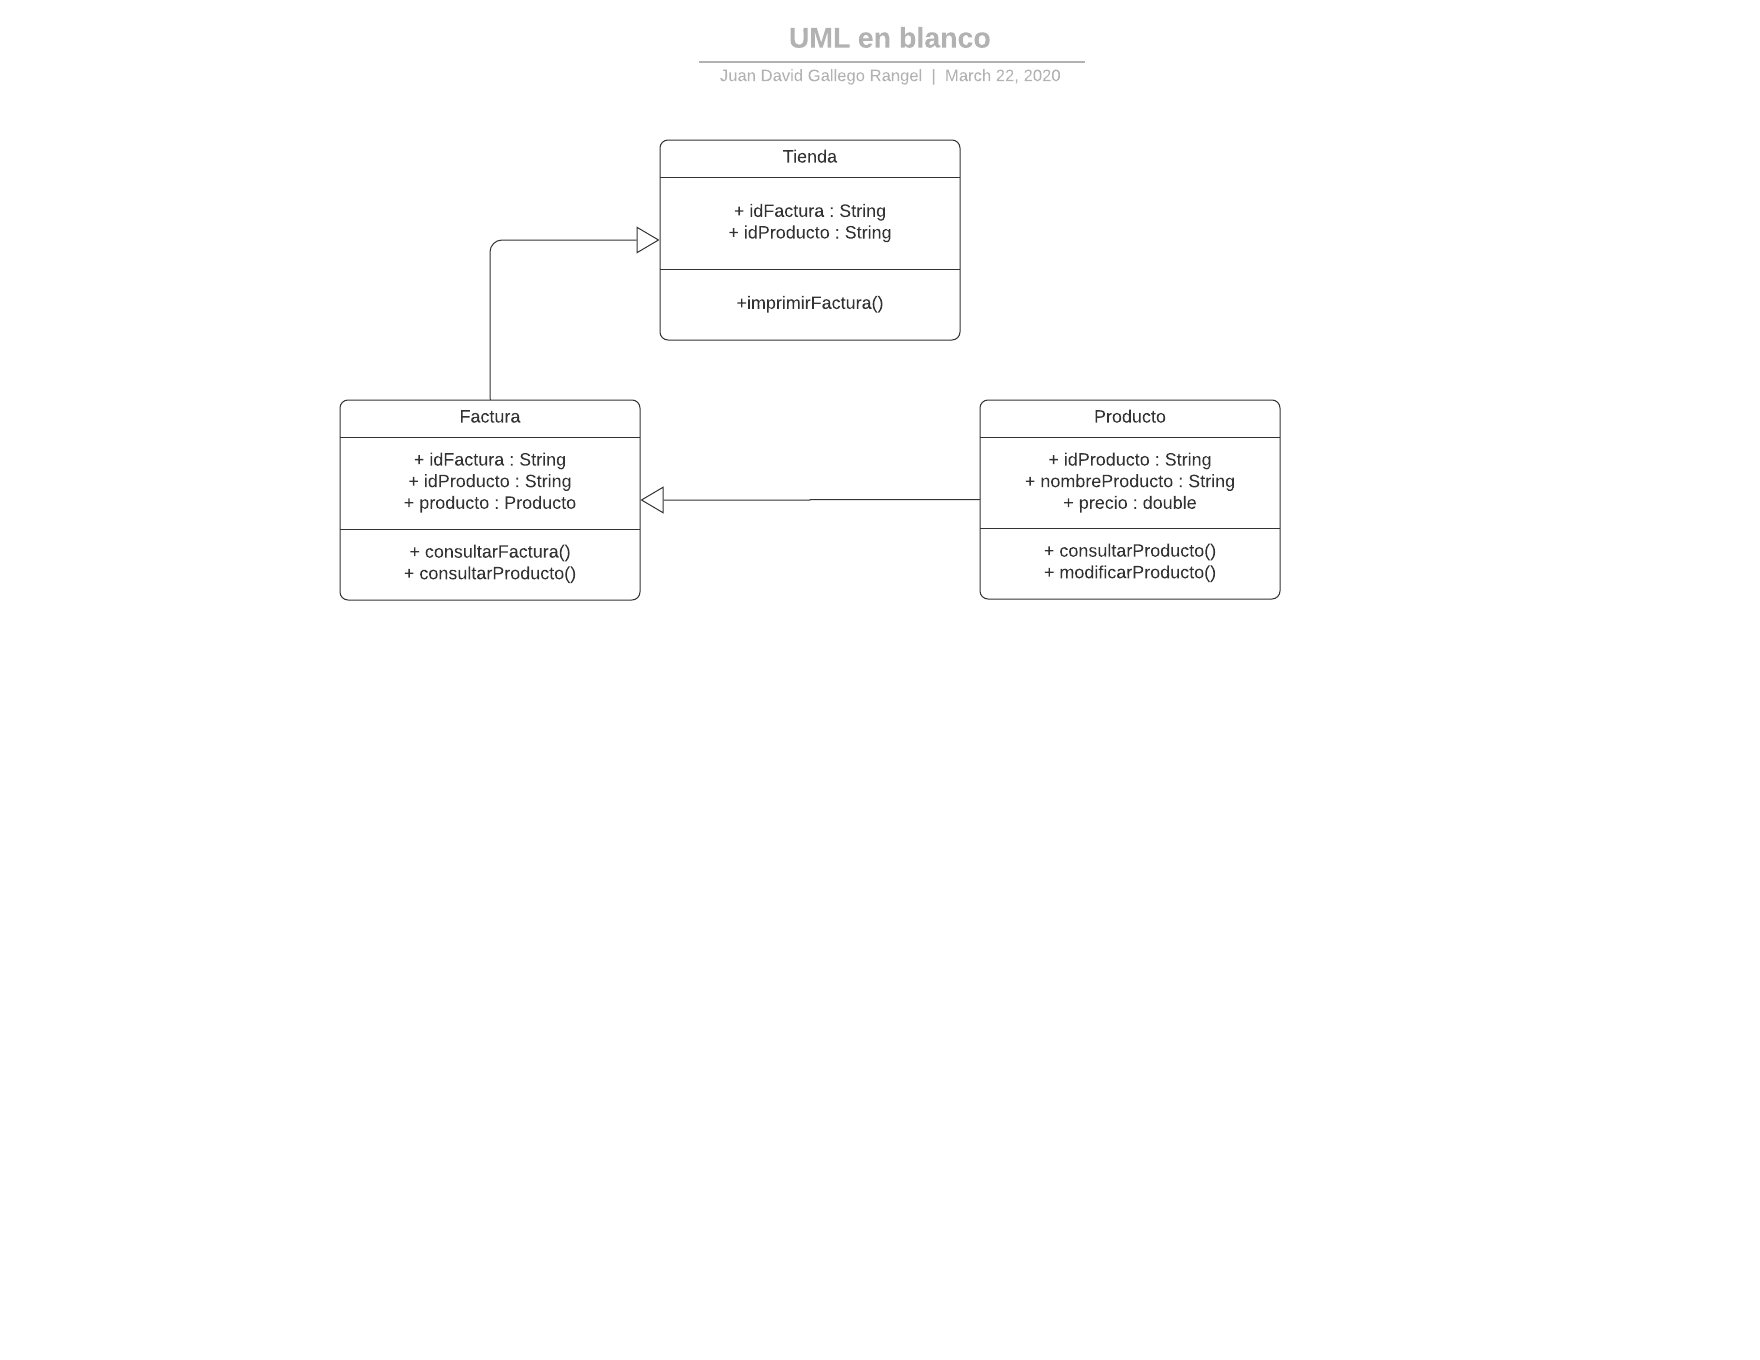 UML en blanco
Juan David Gallego Rangel | March 22, 2020
Tienda
+ idFactura : String
+ idProducto : String
+imprimirFactura()
Factura
+ idFactura : String
+ idProducto : String
+ producto : Producto
+ consultarFactura()
+ consultarProducto()
Producto
+ idProducto : String
+ nombreProducto : String
+ precio : double
+ consultarProducto()
+ modificarProducto()